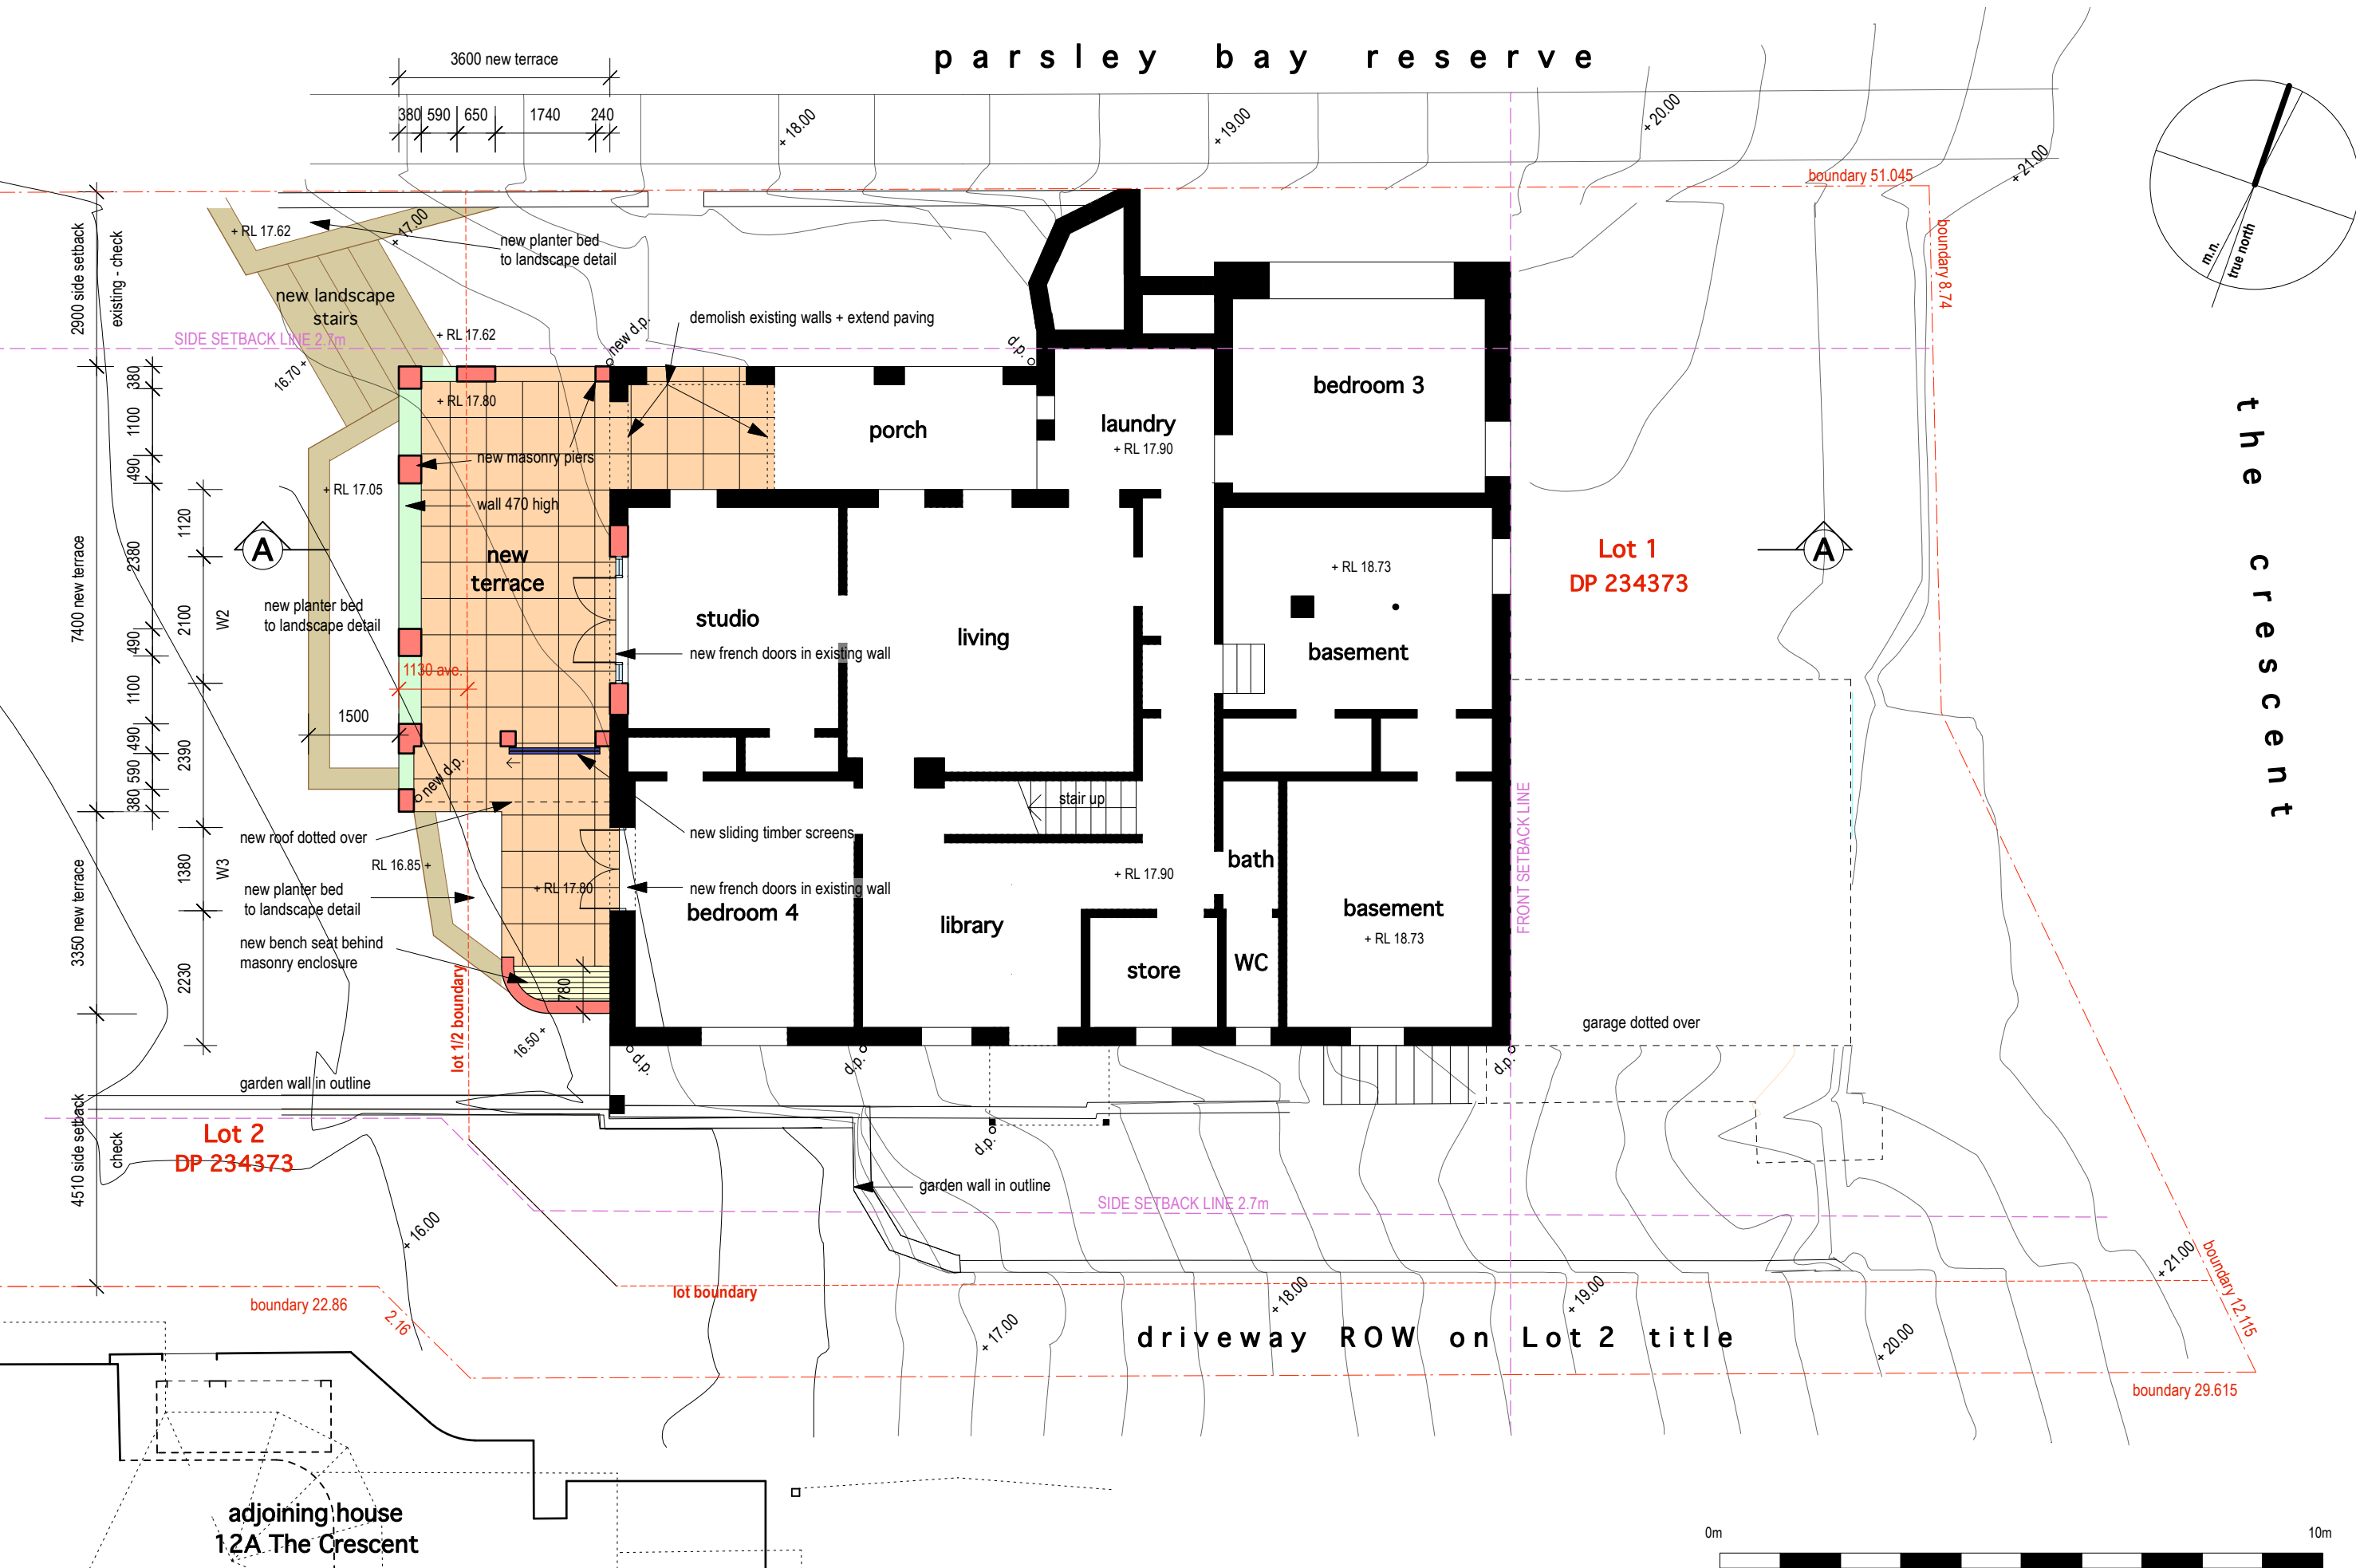 parsley bay reserve
3600 new terrace
380 590 650 1740 240
+ 18.00
+ 19.00
+ 20.00
+ 21.00
boundary 51.045
boundary 8.74
m.n.
true north
2900 side setback
existing - check
+ RL 17.62
+ 17.00
new planter bed
to landscape detail
new landscape
stairs
SIDE SETBACK LINE 2.7m
+ RL 17.62
new d.p.
demolish existing walls + extend paving
d.p.
16.70 +
380
1100
490
2380
490
1100
490
590
380
+ RL 17.80
bedroom 3
porch
laundry
+ RL 17.90
the crescent
new masonry piers
+ RL 17.05
wall 470 high
A
new
terrace
7400 new terrace
1120
2100
W2
2390
1380
W3
2230
new planter bed
to landscape detail
studio
living
new french doors in existing wall
+ RL 18.73
basement
Lot 1
DP 234373
A
1130 ave.
1500
new d.p.
stair up
FRONT SETBACK LINE
new roof dotted over
new sliding timber screens
RL 16.85 +
3350 new terrace
new planter bed
to landscape detail
+ RL 17.80
new french doors in existing wall
bedroom 4
library
+ RL 17.90
bath
basement
+ RL 18.73
store
WC
new bench seat behind
masonry enclosure
780
lot 1/2 boundary
16.50 +
garage dotted over
d.p.
d.p.
d.p.
garden wall in outline
d.p.
Lot 2
DP 234373
4510 side setback
check
garden wall in outline
SIDE SETBACK LINE 2.7m
+ 16.00
boundary 22.86
2.16
lot boundary
+ 17.00
+ 18.00
+ 19.00
+ 20.00
+ 21.00
boundary 12.115
driveway ROW on Lot 2 title
boundary 29.615
adjoining house
12A The Crescent
0m
10m